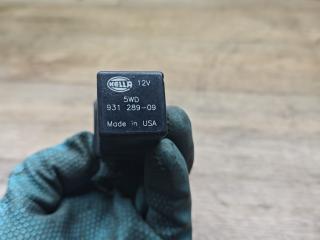 HELLA 12V
5WD
931 289-09
Made in USA